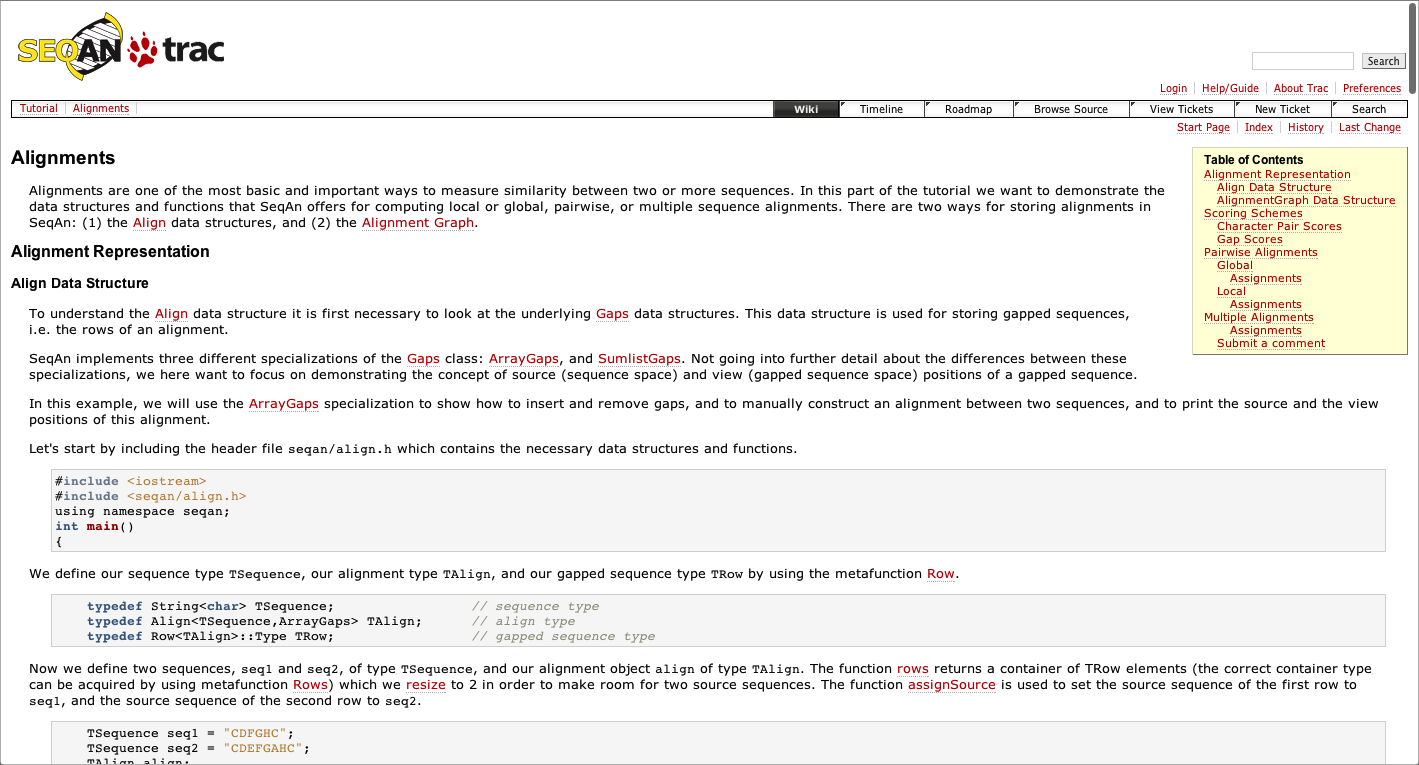 SEQAN trac
Search
Login Help/Guide About Trac Preferences
Tutorial Alignments Wiki Timeline Roadmap Browse Source View Tickets New Ticket Search
Start Page Index History Last Change
Alignments
Alignments are one of the most basic and important ways to measure similarity between two or more sequences. In this part of the tutorial we want to demonstrate the
data structures and functions that SeqAn offers for computing local or global, pairwise, or multiple sequence alignments. There are two ways for storing alignments in
SeqAn: (1) the Align data structures, and (2) the Alignment Graph.
Table of Contents
Alignment Representation
Align Data Structure
AlignmentGraph Data Structure
Scoring Schemes
Character Pair Scores
Gap Scores
Pairwise Alignments
Global
Assignments
Local
Assignments
Multiple Alignments
Assignments
Submit a comment
Alignment Representation
Align Data Structure
To understand the Align data structure it is first necessary to look at the underlying Gaps data structures. This data structure is used for storing gapped sequences,
i.e. the rows of an alignment.
SeqAn implements three different specializations of the Gaps class: ArrayGaps, and SumlistGaps. Not going into further detail about the differences between these
specializations, we here want to focus on demonstrating the concept of source (sequence space) and view (gapped sequence space) positions of a gapped sequence.
In this example, we will use the ArrayGaps specialization to show how to insert and remove gaps, and to manually construct an alignment between two sequences, and to print the source and the view
positions of this alignment.
Let's start by including the header file seqan/align.h which contains the necessary data structures and functions.
#include <iostream>
#include <seqan/align.h>
using namespace seqan;
int main()
{
We define our sequence type TSequence, our alignment type TAlign, and our gapped sequence type TRow by using the metafunction Row.
typedef String<char> TSequence; // sequence type
typedef Align<TSequence,ArrayGaps> TAlign; // align type
typedef Row<TAlign>::Type TRow; // gapped sequence type
Now we define two sequences, seq1 and seq2, of type TSequence, and our alignment object align of type TAlign. The function rows returns a container of TRow elements (the correct container type
can be acquired by using metafunction Rows) which we resize to 2 in order to make room for two source sequences. The function assignSource is used to set the source sequence of the first row to
seq1, and the source sequence of the second row to seq2.
TSequence seq1 = "CDFGHC";
TSequence seq2 = "CDEFGAHC";
TAlign align;